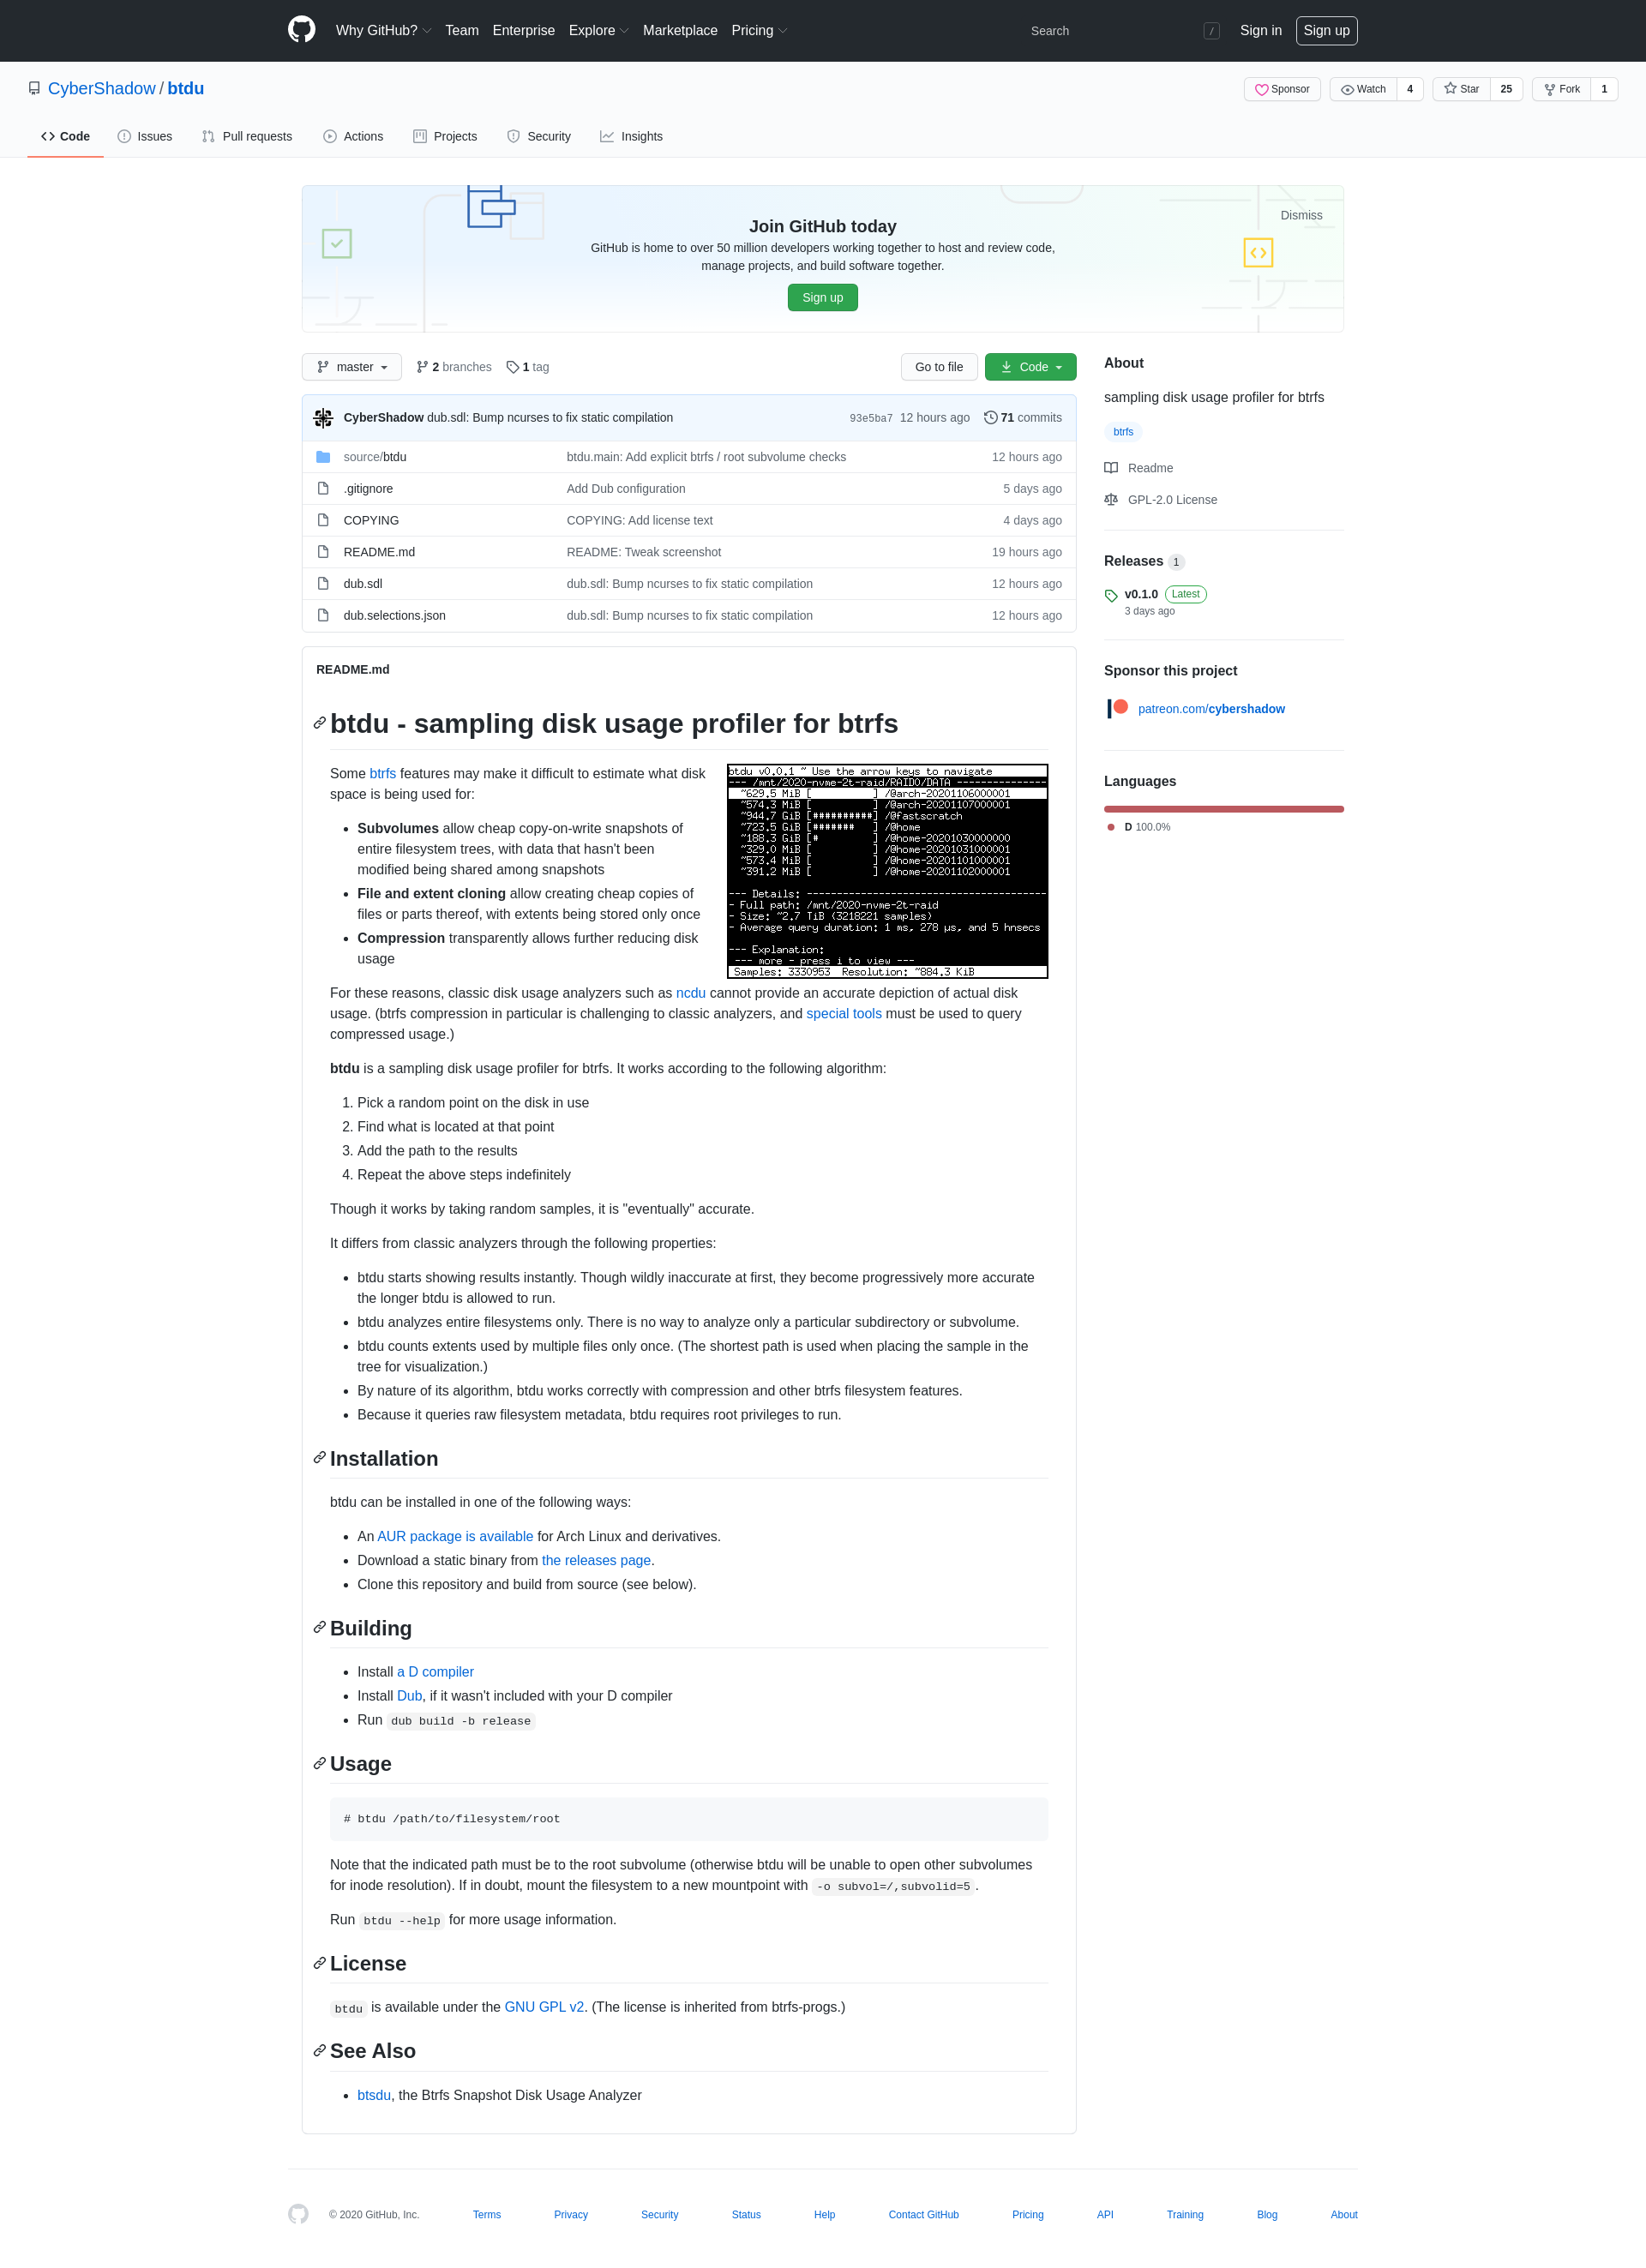 Why GitHub? Team Enterprise Explore Marketplace Pricing Search / Sign in Sign up
CyberShadow / btdu Sponsor Watch 4 Star 25 Fork 1
Code Issues Pull requests Actions Projects Security Insights
Dismiss
Join GitHub today
GitHub is home to over 50 million developers working together to host and review code,
manage projects, and build software together.
Sign up
master 2 branches 1 tag Go to file Code
CyberShadow dub.sdl: Bump ncurses to fix static compilation 93e5ba7 12 hours ago 71 commits
source/btdu btdu.main: Add explicit btrfs / root subvolume checks 12 hours ago
.gitignore Add Dub configuration 5 days ago
COPYING COPYING: Add license text 4 days ago
README.md README: Tweak screenshot 19 hours ago
dub.sdl dub.sdl: Bump ncurses to fix static compilation 12 hours ago
dub.selections.json dub.sdl: Bump ncurses to fix static compilation 12 hours ago
README.md
btdu - sampling disk usage profiler for btrfs
Some btrfs features may make it difficult to estimate what disk
space is being used for:
• Subvolumes allow cheap copy-on-write snapshots of
entire filesystem trees, with data that hasn't been
modified being shared among snapshots
• File and extent cloning allow creating cheap copies of
files or parts thereof, with extents being stored only once
• Compression transparently allows further reducing disk
usage
btdu v0.0.1 ~ Use the arrow keys to navigate
--- /mnt/2020-nvme-2t-raid/RAID0/DATA ----------------
~629.5 MiB [          ] /@arch-20201106000001
~574.3 MiB [          ] /@arch-20201107000001
~944.7 GiB [##########] /@fastscratch
~723.5 GiB [#######   ] /@home
~188.3 GiB [#         ] /@home-20201030000000
~329.0 MiB [          ] /@home-20201031000001
~573.4 MiB [          ] /@home-20201101000001
~391.2 MiB [          ] /@home-20201102000001
--- Details: -------------------------------------
- Full path: /mnt/2020-nvme-2t-raid
- Size: ~2.7 TiB (3218221 samples)
- Average query duration: 1 ms, 278 μs, and 5 hnsecs
--- Explanation:
--- more - press i to view ---
Samples: 3330953  Resolution: ~884.3 KiB
For these reasons, classic disk usage analyzers such as ncdu cannot provide an accurate depiction of actual disk
usage. (btrfs compression in particular is challenging to classic analyzers, and special tools must be used to query
compressed usage.)
btdu is a sampling disk usage profiler for btrfs. It works according to the following algorithm:
1. Pick a random point on the disk in use
2. Find what is located at that point
3. Add the path to the results
4. Repeat the above steps indefinitely
Though it works by taking random samples, it is "eventually" accurate.
It differs from classic analyzers through the following properties:
• btdu starts showing results instantly. Though wildly inaccurate at first, they become progressively more accurate
the longer btdu is allowed to run.
• btdu analyzes entire filesystems only. There is no way to analyze only a particular subdirectory or subvolume.
• btdu counts extents used by multiple files only once. (The shortest path is used when placing the sample in the
tree for visualization.)
• By nature of its algorithm, btdu works correctly with compression and other btrfs filesystem features.
• Because it queries raw filesystem metadata, btdu requires root privileges to run.
Installation
btdu can be installed in one of the following ways:
• An AUR package is available for Arch Linux and derivatives.
• Download a static binary from the releases page.
• Clone this repository and build from source (see below).
Building
• Install a D compiler
• Install Dub, if it wasn't included with your D compiler
• Run dub build -b release
Usage
# btdu /path/to/filesystem/root
Note that the indicated path must be to the root subvolume (otherwise btdu will be unable to open other subvolumes
for inode resolution). If in doubt, mount the filesystem to a new mountpoint with -o subvol=/,subvolid=5.
Run btdu --help for more usage information.
License
btdu is available under the GNU GPL v2. (The license is inherited from btrfs-progs.)
See Also
• btsdu, the Btrfs Snapshot Disk Usage Analyzer
About
sampling disk usage profiler for btrfs
btrfs
Readme
GPL-2.0 License
Releases 1
v0.1.0 Latest
3 days ago
Sponsor this project
patreon.com/cybershadow
Languages
D 100.0%
© 2020 GitHub, Inc. Terms Privacy Security Status Help Contact GitHub Pricing API Training Blog About